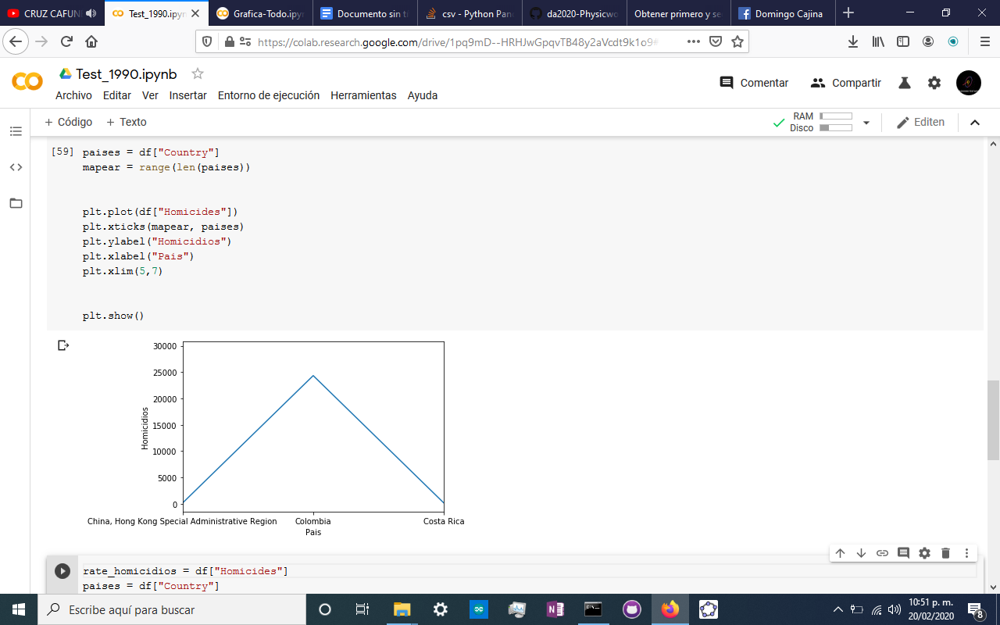 CRUZ CAFUN
Test_1990.ipyn
Grafica-Todo.ipy
Documento sin t
csv - Python Pan
da2020-Physicwo
Obtener primero y se
Domingo Cajina
https://colab.research.google.com/drive/1pq9mD--HRHJwGpqvTB48y2aVcdt9k1o9#
CO
Test_1990.ipynb
Comentar
Compartir
Archivo Editar Ver Insertar Entorno de ejecución Herramientas Ayuda
+ Código + Texto
RAM
Disco
Editen
[59] paises = df["Country"]
mapear = range(len(paises))
plt.plot(df["Homicides"])
plt.xticks(mapear, paises)
plt.ylabel("Homicidios")
plt.xlabel("Pais")
plt.xlim(5,7)
plt.show()
30000
25000
20000
15000
10000
5000
0
Homicidios
China, Hong Kong Special Administrative Region Colombia Costa Rica
Pais
rate_homicidios = df["Homicides"]
paises = df["Country"]
Escribe aquí para buscar
10:51 p. m.
20/02/2020
8